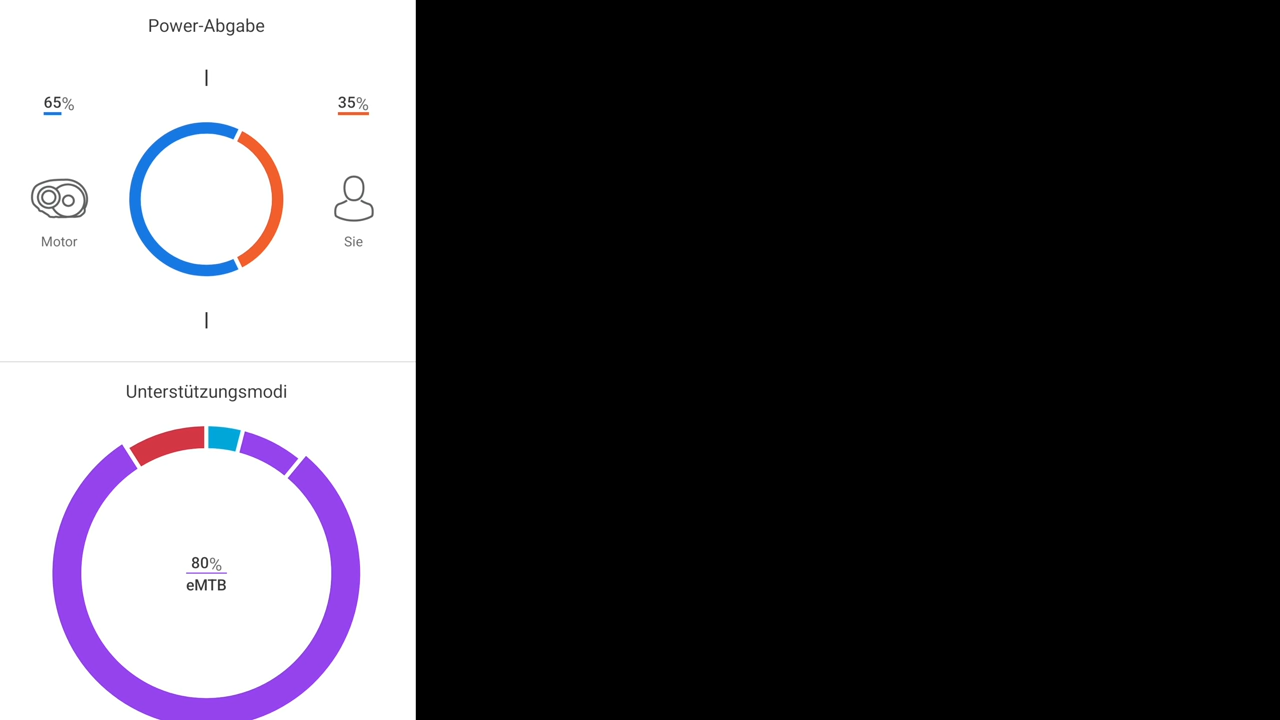 Power-Abgabe
65%
35%
Motor
Sie
Unterstützungsmodi
80%
eMTB